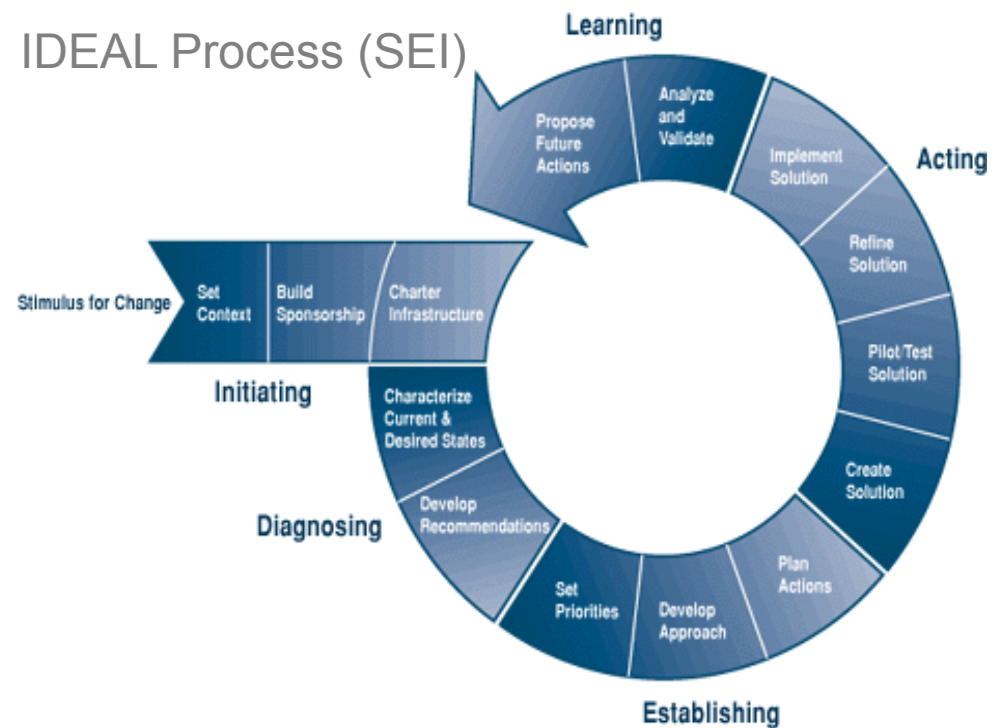 IDEAL Process (SEI)
Learning
Propose
Future
Actions
Analyze
and
Validate
Implement
Solution
Acting
Refine
Solution
Pilot/Test
Solution
Create
Solution
Stimulus for Change
Set
Context
Build
Sponsorship
Charter
Infrastructure
Initiating
Characterize
Current &
Desired States
Develop
Recommendations
Diagnosing
Set
Priorities
Develop
Approach
Plan
Actions
Establishing